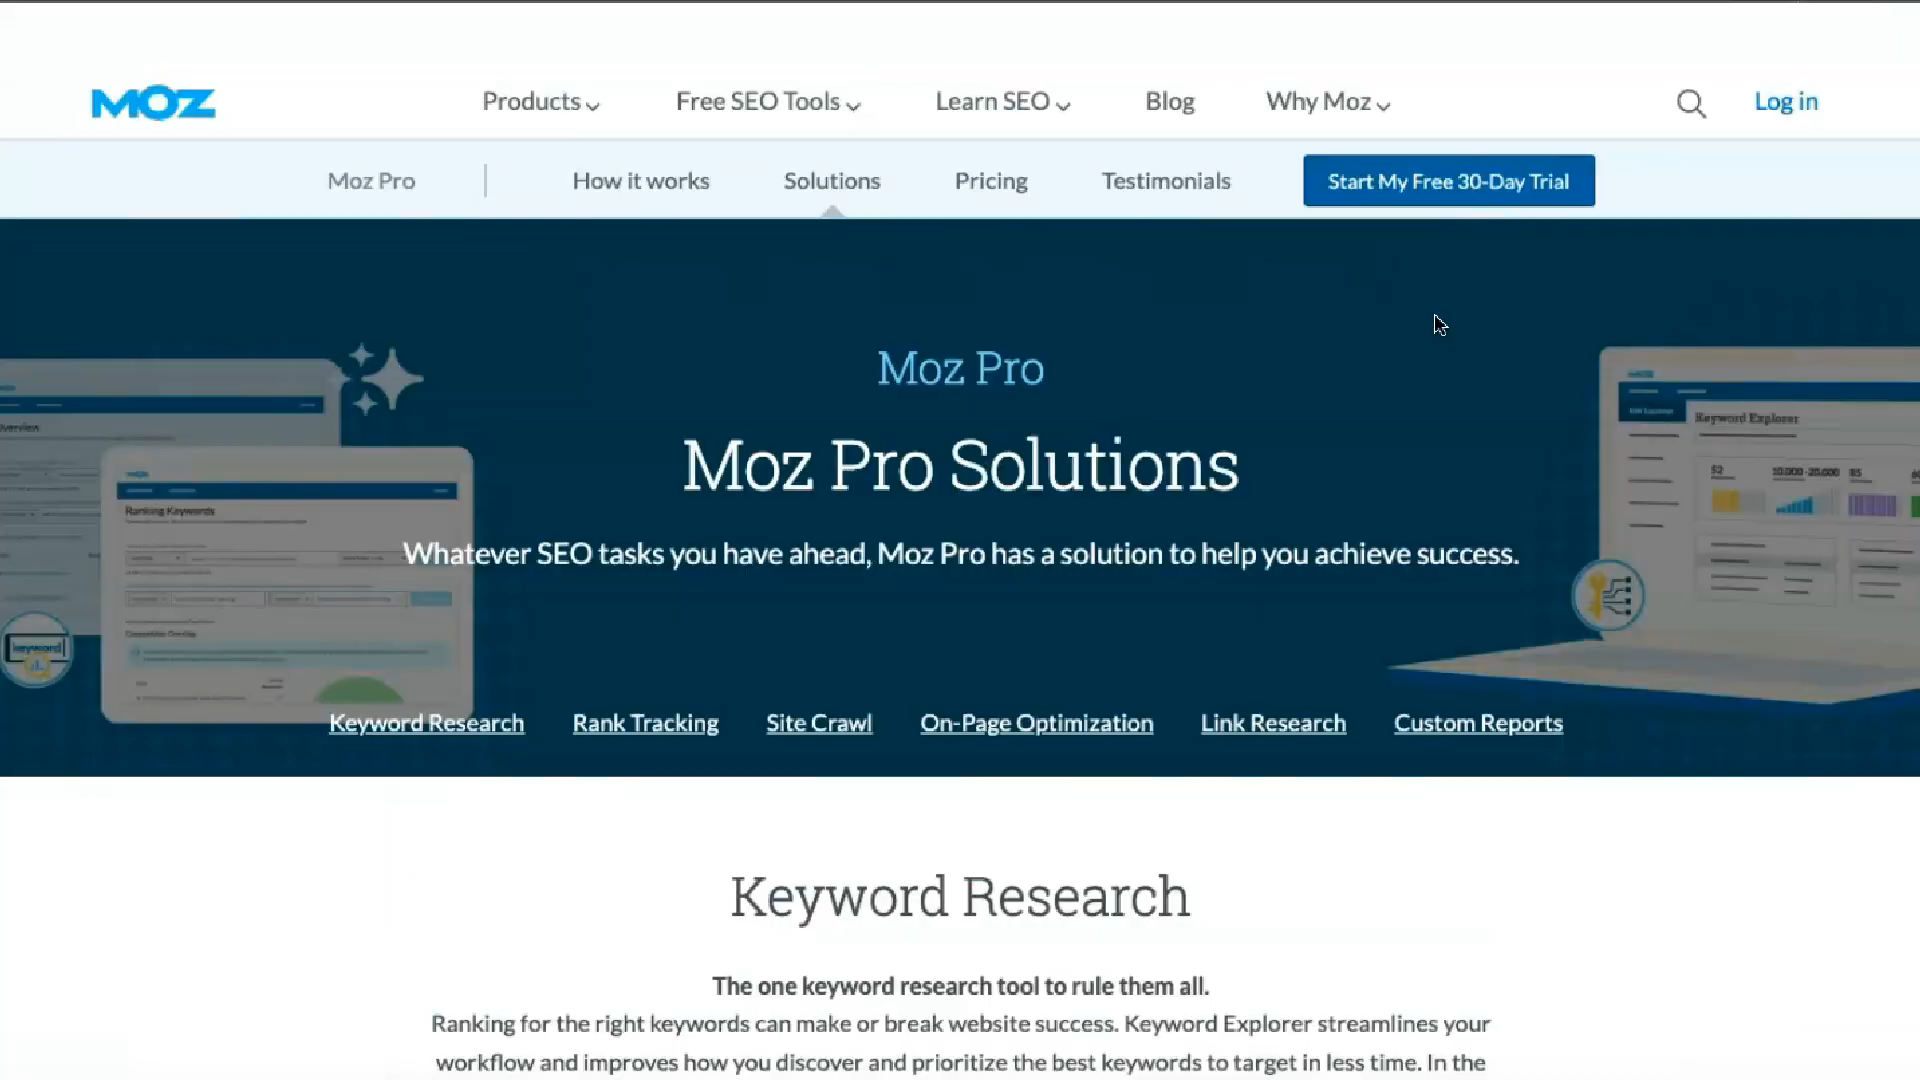 MOZ
Products
Free SEO Tools
Learn SEO
Blog
Why Moz
Log in
Moz Pro
How it works
Solutions
Pricing
Testimonials
Start My Free 30-Day Trial
Moz Pro
Moz Pro Solutions
Whatever SEO tasks you have ahead, Moz Pro has a solution to help you achieve success.
Ranking Keywords
keyword
Keyword Explorer
Keyword Research
Rank Tracking
Site Crawl
On-Page Optimization
Link Research
Custom Reports
Keyword Research
The one keyword research tool to rule them all.
Ranking for the right keywords can make or break website success. Keyword Explorer streamlines your
workflow and improves how you discover and prioritize the best keywords to target in less time. In the